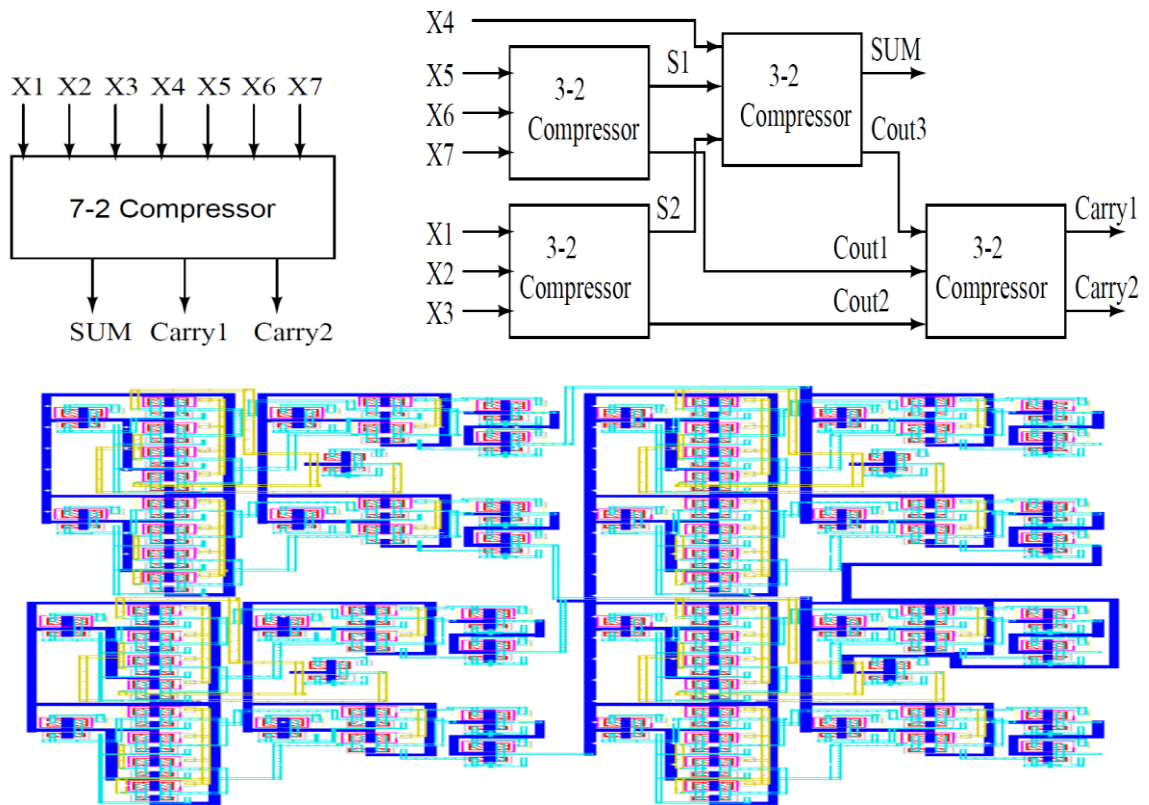 X1 X2 X3 X4 X5 X6 X7
7-2 Compressor
SUM Carry1 Carry2
X4
X5
X6
X7
3-2
Compressor
S1
3-2
Compressor
SUM
Cout3
X1
X2
X3
3-2
Compressor
S2
Cout1
Cout2
3-2
Compressor
Carry1
Carry2